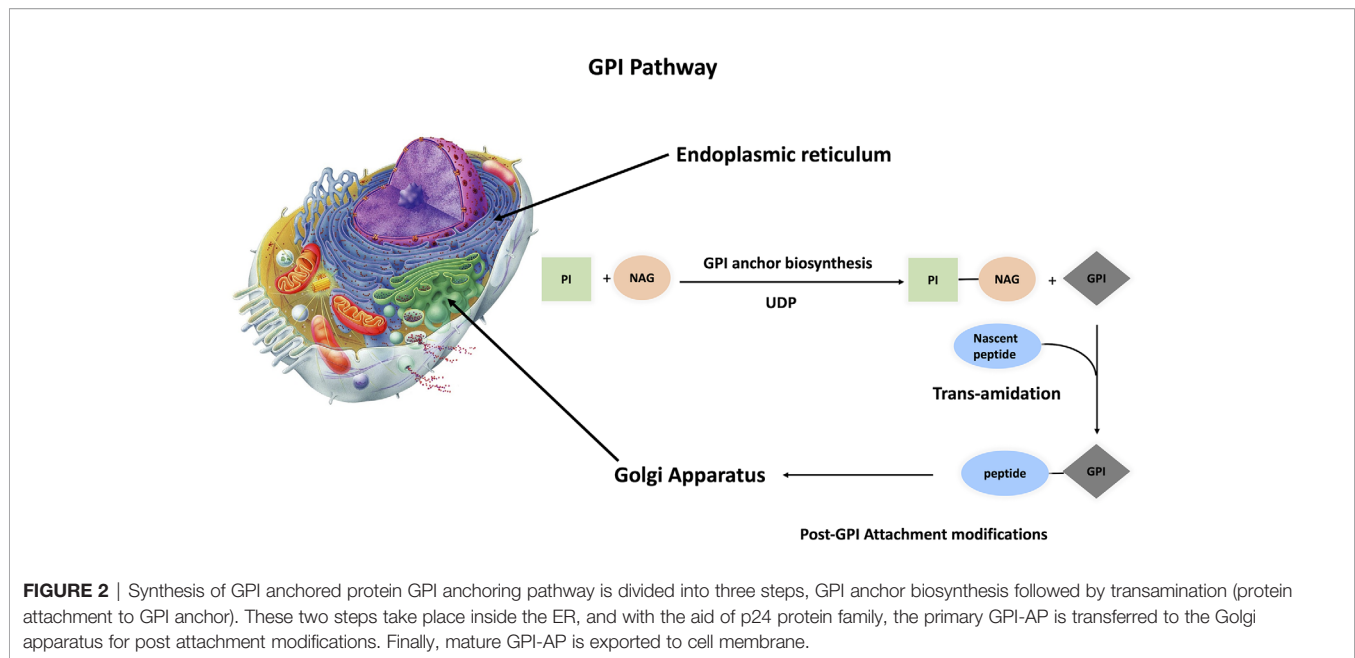 GPI Pathway
Endoplasmic reticulum
PI + NAG GPI anchor biosynthesis PI NAG + GPI
UDP
Nascent
peptide
Trans-amidation
Golgi Apparatus peptide GPI
Post-GPI Attachment modifications
FIGURE 2 | Synthesis of GPI anchored protein GPI anchoring pathway is divided into three steps, GPI anchor biosynthesis followed by transamination (protein
attachment to GPI anchor). These two steps take place inside the ER, and with the aid of p24 protein family, the primary GPI-AP is transferred to the Golgi
apparatus for post attachment modifications. Finally, mature GPI-AP is exported to cell membrane.